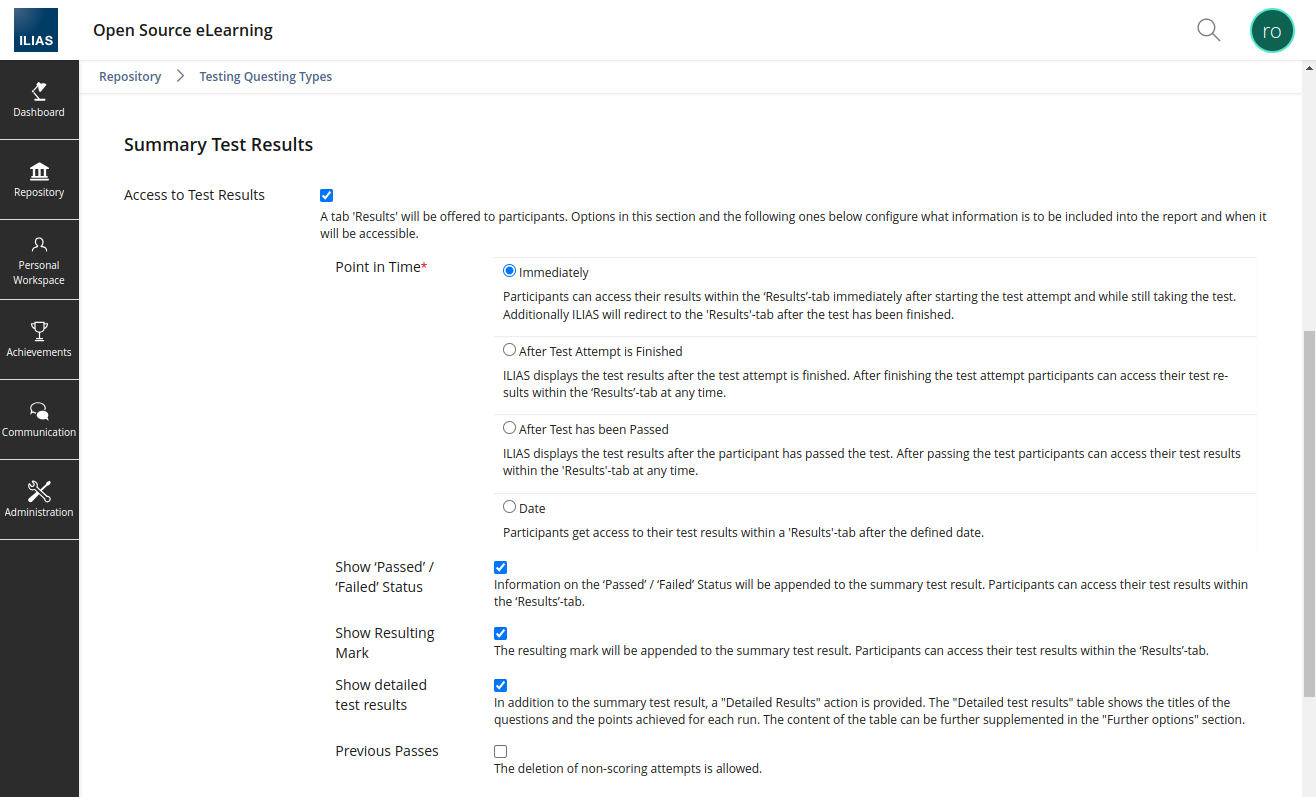 ILIAS
Open Source eLearning
ro
Repository
Testing Questing Types
Dashboard
Repository
Personal
Workspace
Achievements
Communication
Administration
Summary Test Results
Access to Test Results
A tab 'Results' will be offered to participants. Options in this section and the following ones below configure what information is to be included into the report and when it
will be accessible.
Point in Time*
Immediately
Participants can access their results within the ‘Results’-tab immediately after starting the test attempt and while still taking the test.
Additionally ILIAS will redirect to the 'Results'-tab after the test has been finished.
After Test Attempt is Finished
ILIAS displays the test results after the test attempt is finished. After finishing the test attempt participants can access their test re-
sults within the ‘Results’-tab at any time.
After Test has been Passed
ILIAS displays the test results after the participant has passed the test. After passing the test participants can access their test results
within the 'Results'-tab at any time.
Date
Participants get access to their test results within a 'Results'-tab after the defined date.
Show ‘Passed’ /
‘Failed’ Status
Information on the ‘Passed’ / ‘Failed’ Status will be appended to the summary test result. Participants can access their test results within
the ‘Results’-tab.
Show Resulting
Mark
The resulting mark will be appended to the summary test result. Participants can access their test results within the ‘Results’-tab.
Show detailed
test results
In addition to the summary test result, a "Detailed Results" action is provided. The "Detailed test results" table shows the titles of the
questions and the points achieved for each run. The content of the table can be further supplemented in the "Further options" section.
Previous Passes
The deletion of non-scoring attempts is allowed.